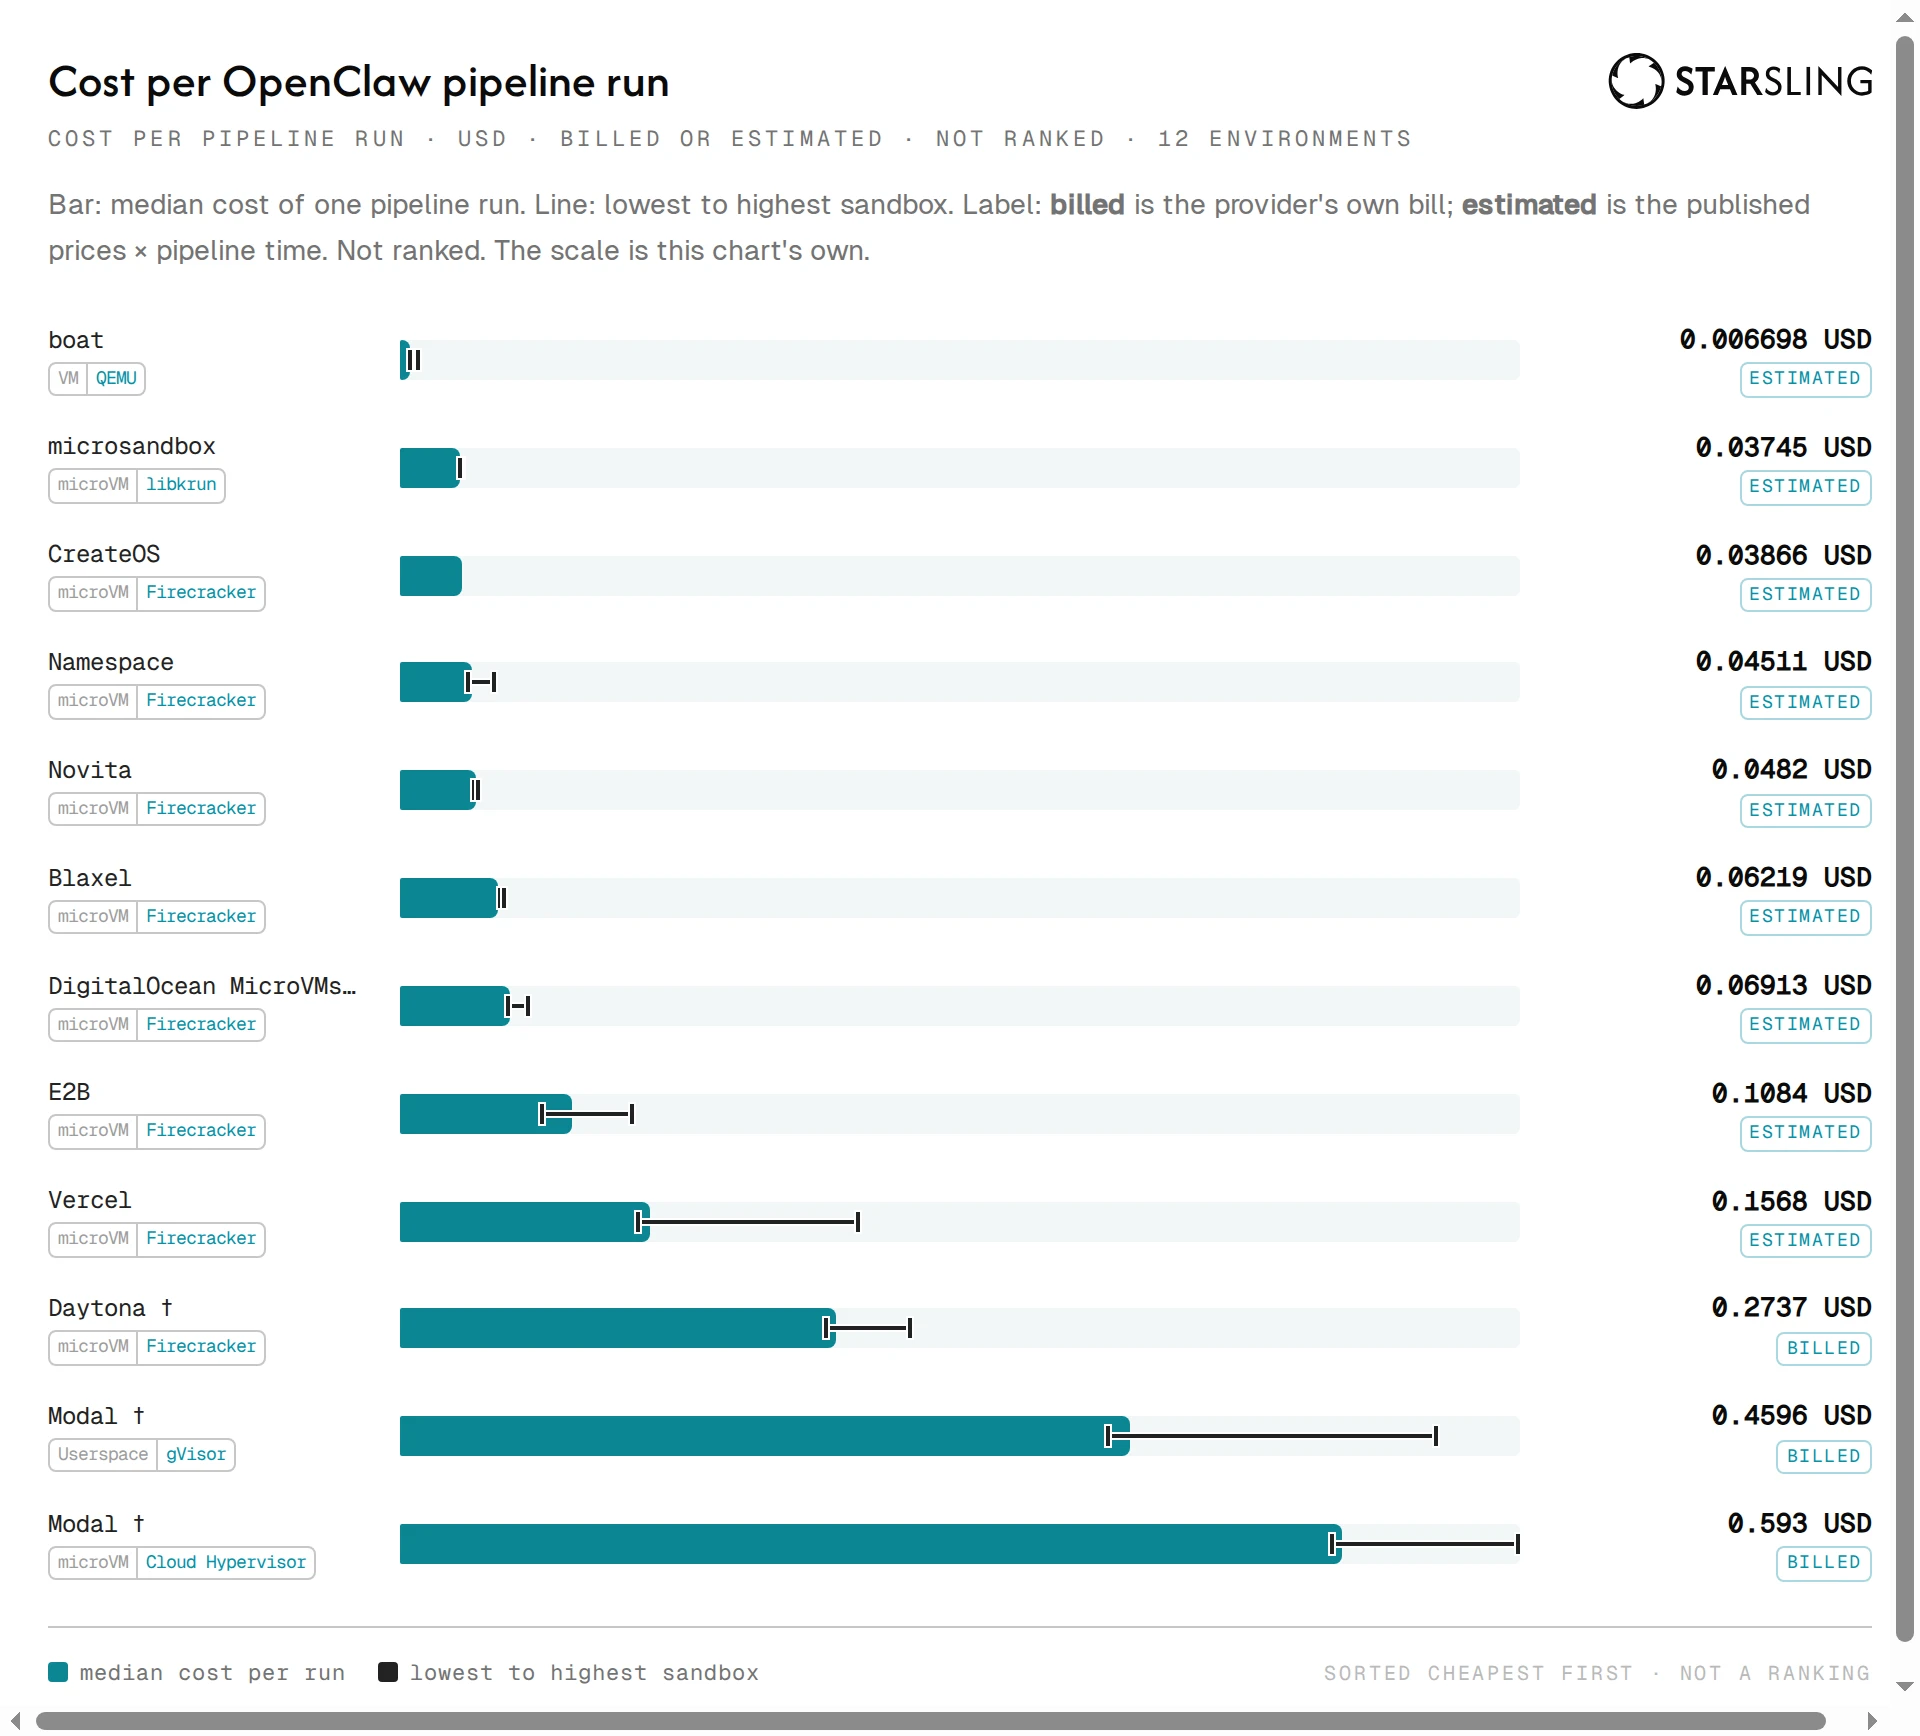 Cost per OpenClaw pipeline run
STARSLING
COST PER PIPELINE RUN · USD · BILLED OR ESTIMATED · NOT RANKED · 12 ENVIRONMENTS
Bar: median cost of one pipeline run. Line: lowest to highest sandbox. Label: billed is the provider's own bill; estimated is the published
prices × pipeline time. Not ranked. The scale is this chart's own.
boat
0.006698 USD
VM QEMU
ESTIMATED
microsandbox
0.03745 USD
microVM libkrun
ESTIMATED
CreateOS
0.03866 USD
microVM Firecracker
ESTIMATED
Namespace
0.04511 USD
microVM Firecracker
ESTIMATED
Novita
0.0482 USD
microVM Firecracker
ESTIMATED
Blaxel
0.06219 USD
microVM Firecracker
ESTIMATED
DigitalOcean MicroVMs…
0.06913 USD
microVM Firecracker
ESTIMATED
E2B
0.1084 USD
microVM Firecracker
ESTIMATED
Vercel
0.1568 USD
microVM Firecracker
ESTIMATED
Daytona †
0.2737 USD
microVM Firecracker
BILLED
Modal †
0.4596 USD
Userspace gVisor
BILLED
Modal †
0.593 USD
microVM Cloud Hypervisor
BILLED
median cost per run
lowest to highest sandbox
SORTED CHEAPEST FIRST · NOT A RANKING